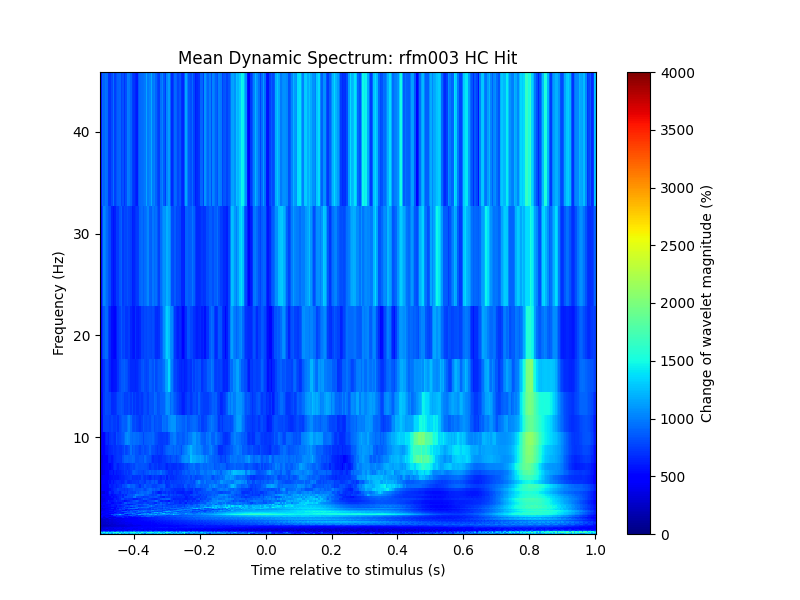 Mean Dynamic Spectrum: rfm003 HC Hit
40
30
20
10
Frequency (Hz)
−0.4 −0.2 0.0 0.2 0.4 0.6 0.8 1.0
Time relative to stimulus (s)
4000
3500
3000
2500
2000
1500
1000
500
0
Change of wavelet magnitude (%)